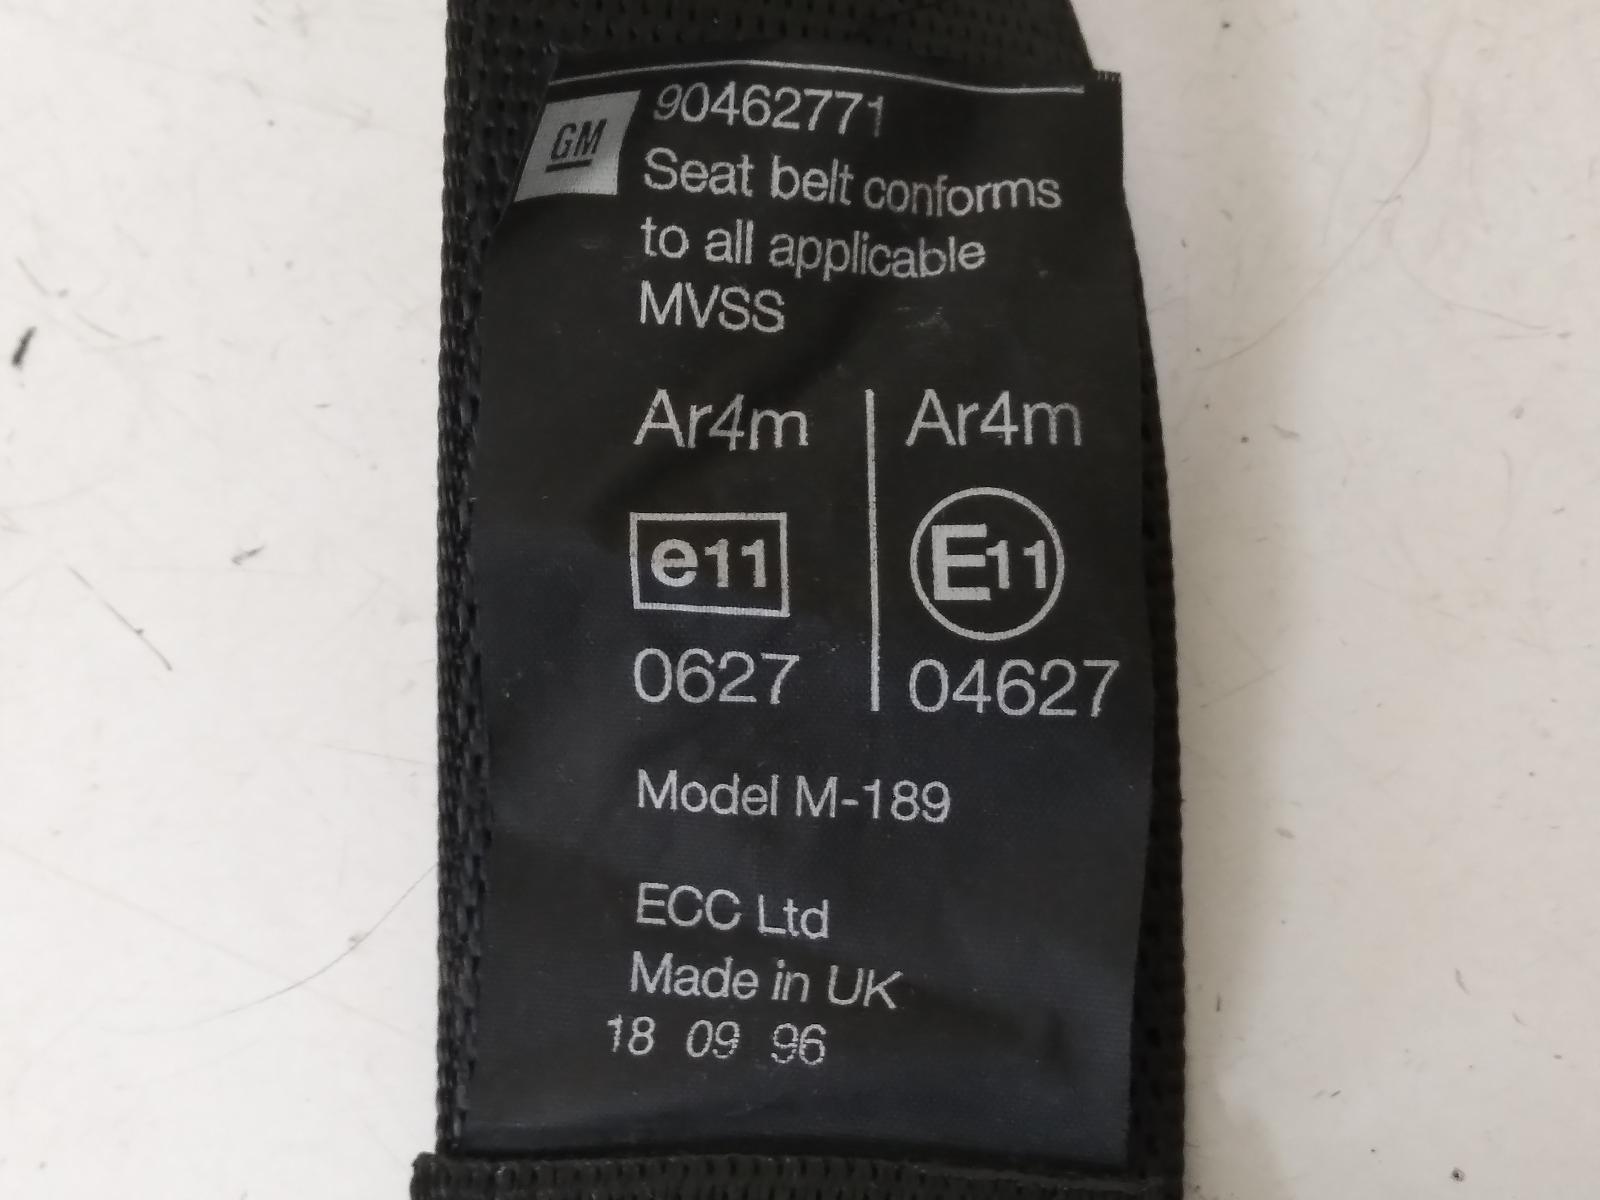 GM 90462771
Seat belt conforms
to all applicable
MVSS
Ar4m Ar4m
e11 E11
0627 04627
Model M-189
ECC Ltd
Made in UK
18 09 96